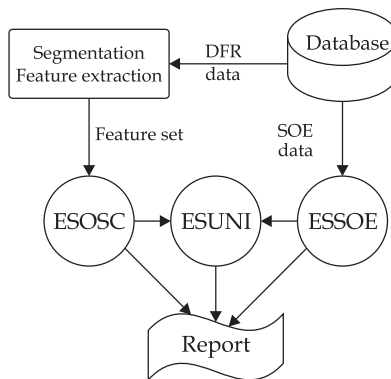 Segmentation
Feature extraction
DFR
data
Database
Feature set
SOE
data
ESOSC
ESUNI
ESSOE
Report